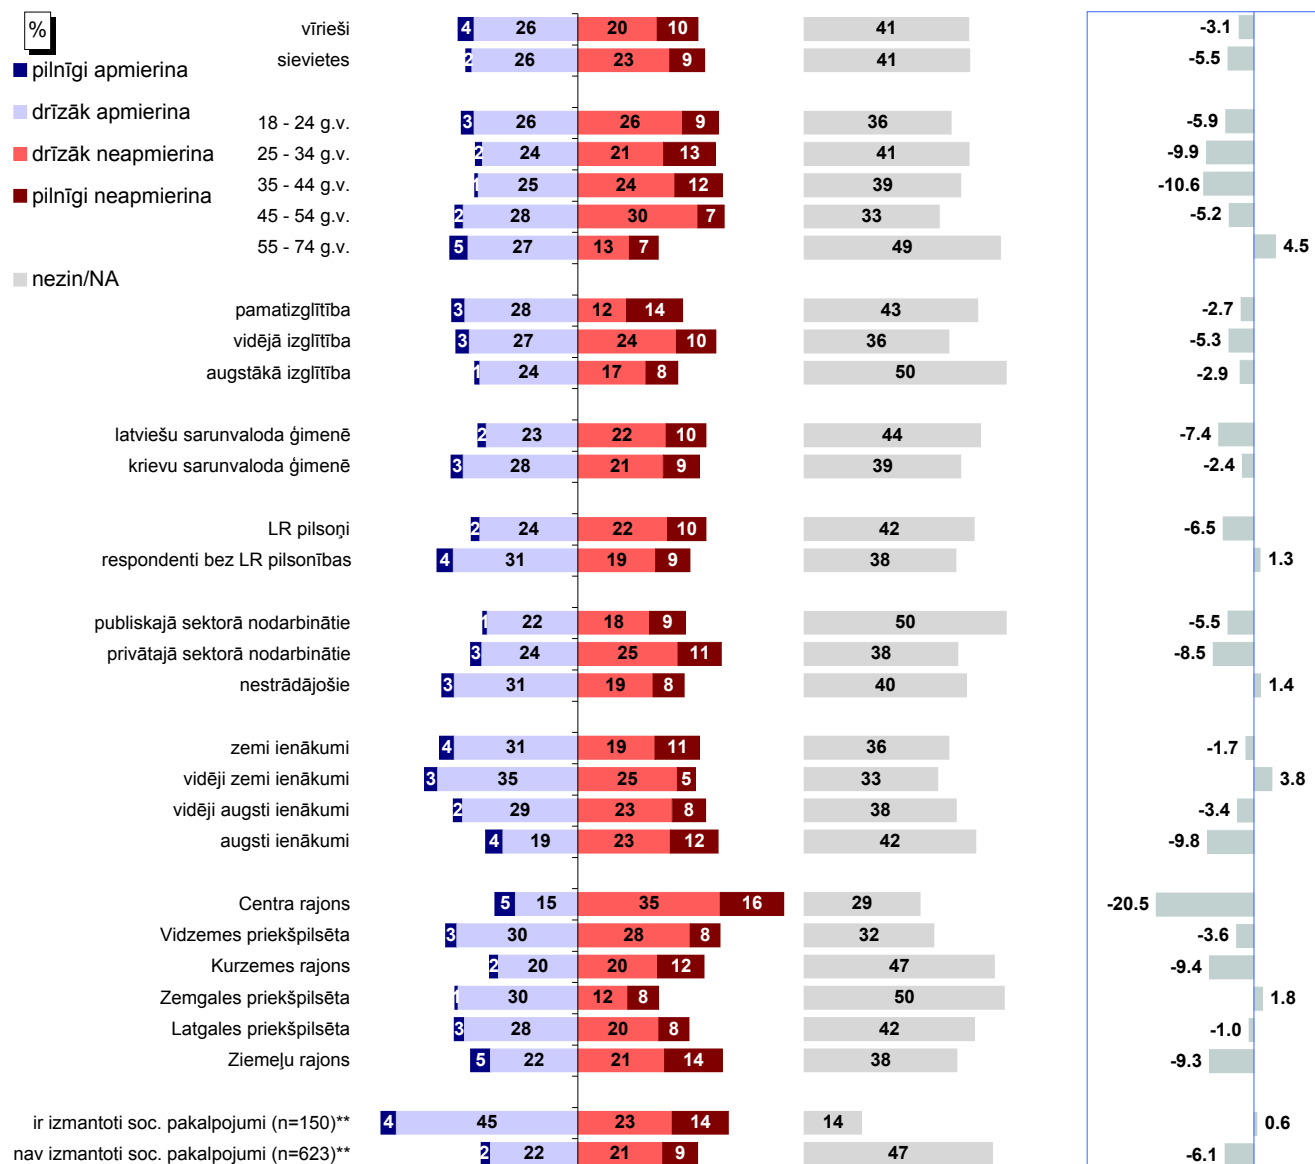 %
pilnīgi apmierina
drīzāk apmierina
drīzāk neapmierina
pilnīgi neapmierina
nezin/NA
vīrieši 4 26 20 10 41 -3.1
sievietes 2 26 23 9 41 -5.5
18 - 24 g.v. 3 26 26 9 36 -5.9
25 - 34 g.v. 2 24 21 13 41 -9.9
35 - 44 g.v. 1 25 24 12 39 -10.6
45 - 54 g.v. 2 28 30 7 33 -5.2
55 - 74 g.v. 5 27 13 7 49 4.5
pamatizglītība 3 28 12 14 43 -2.7
vidējā izglītība 3 27 24 10 36 -5.3
augstākā izglītība 1 24 17 8 50 -2.9
latviešu sarunvaloda ģimenē 2 23 22 10 44 -7.4
krievu sarunvaloda ģimenē 3 28 21 9 39 -2.4
LR pilsoņi 2 24 22 10 42 -6.5
respondenti bez LR pilsonības 4 31 19 9 38 1.3
publiskajā sektorā nodarbinātie 1 22 18 9 50 -5.5
privātajā sektorā nodarbinātie 3 24 25 11 38 -8.5
nestrādājošie 3 31 19 8 40 1.4
zemi ienākumi 4 31 19 11 36 -1.7
vidēji zemi ienākumi 3 35 25 5 33 3.8
vidēji augsti ienākumi 2 29 23 8 38 -3.4
augsti ienākumi 4 19 23 12 42 -9.8
Centra rajons 5 15 35 16 29 -20.5
Vidzemes priekšpilsēta 3 30 28 8 32 -3.6
Kurzemes rajons 2 20 20 12 47 -9.4
Zemgales priekšpilsēta 1 30 12 8 50 1.8
Latgales priekšpilsēta 3 28 20 8 42 -1.0
Ziemeļu rajons 5 22 21 14 38 -9.3
ir izmantoti soc. pakalpojumi (n=150)** 4 45 23 14 14 0.6
nav izmantoti soc. pakalpojumi (n=623)** 2 22 21 9 47 -6.1